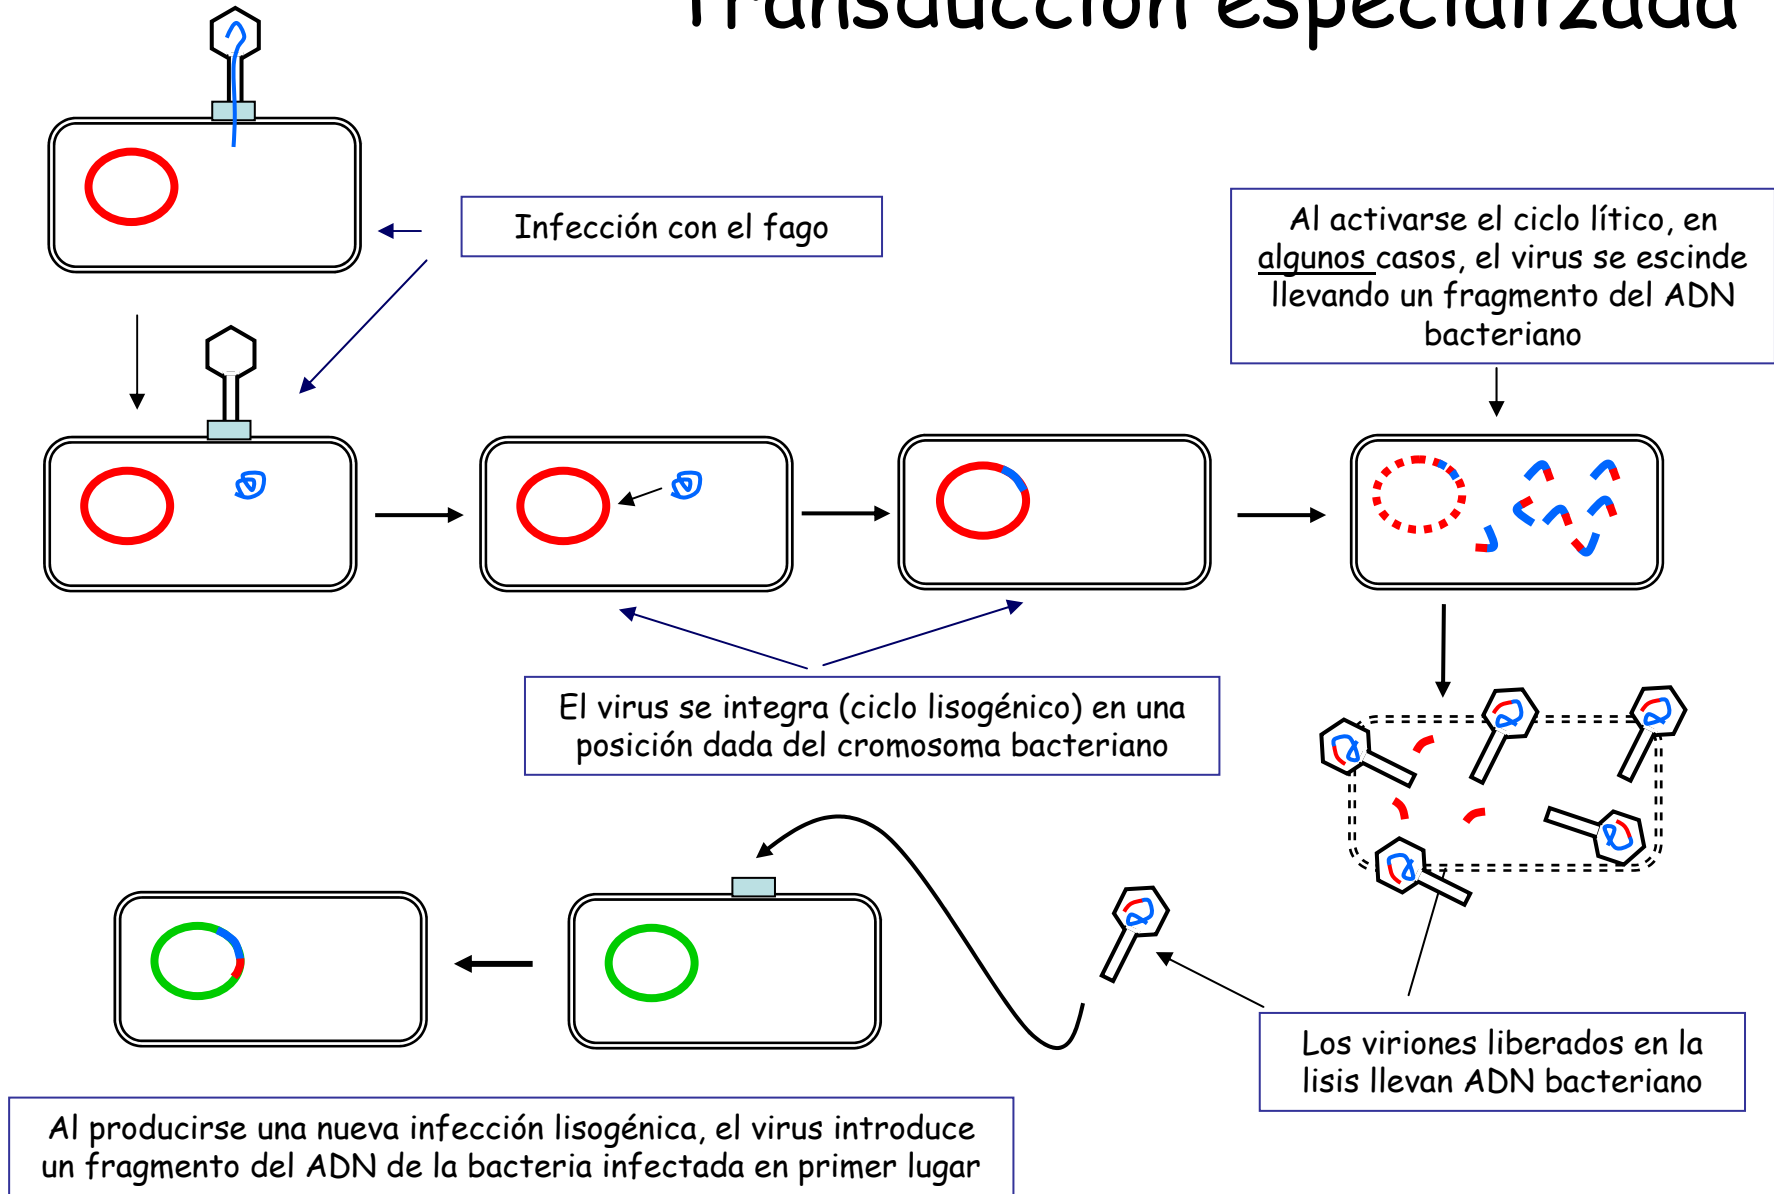 Transducción especializada
Infección con el fago
Al activarse el ciclo lítico, en
algunos casos, el virus se escinde
llevando un fragmento del ADN
bacteriano
El virus se integra (ciclo lisogénico) en una
posición dada del cromosoma bacteriano
Los viriones liberados en la
lisis llevan ADN bacteriano
Al producirse una nueva infección lisogénica, el virus introduce
un fragmento del ADN de la bacteria infectada en primer lugar